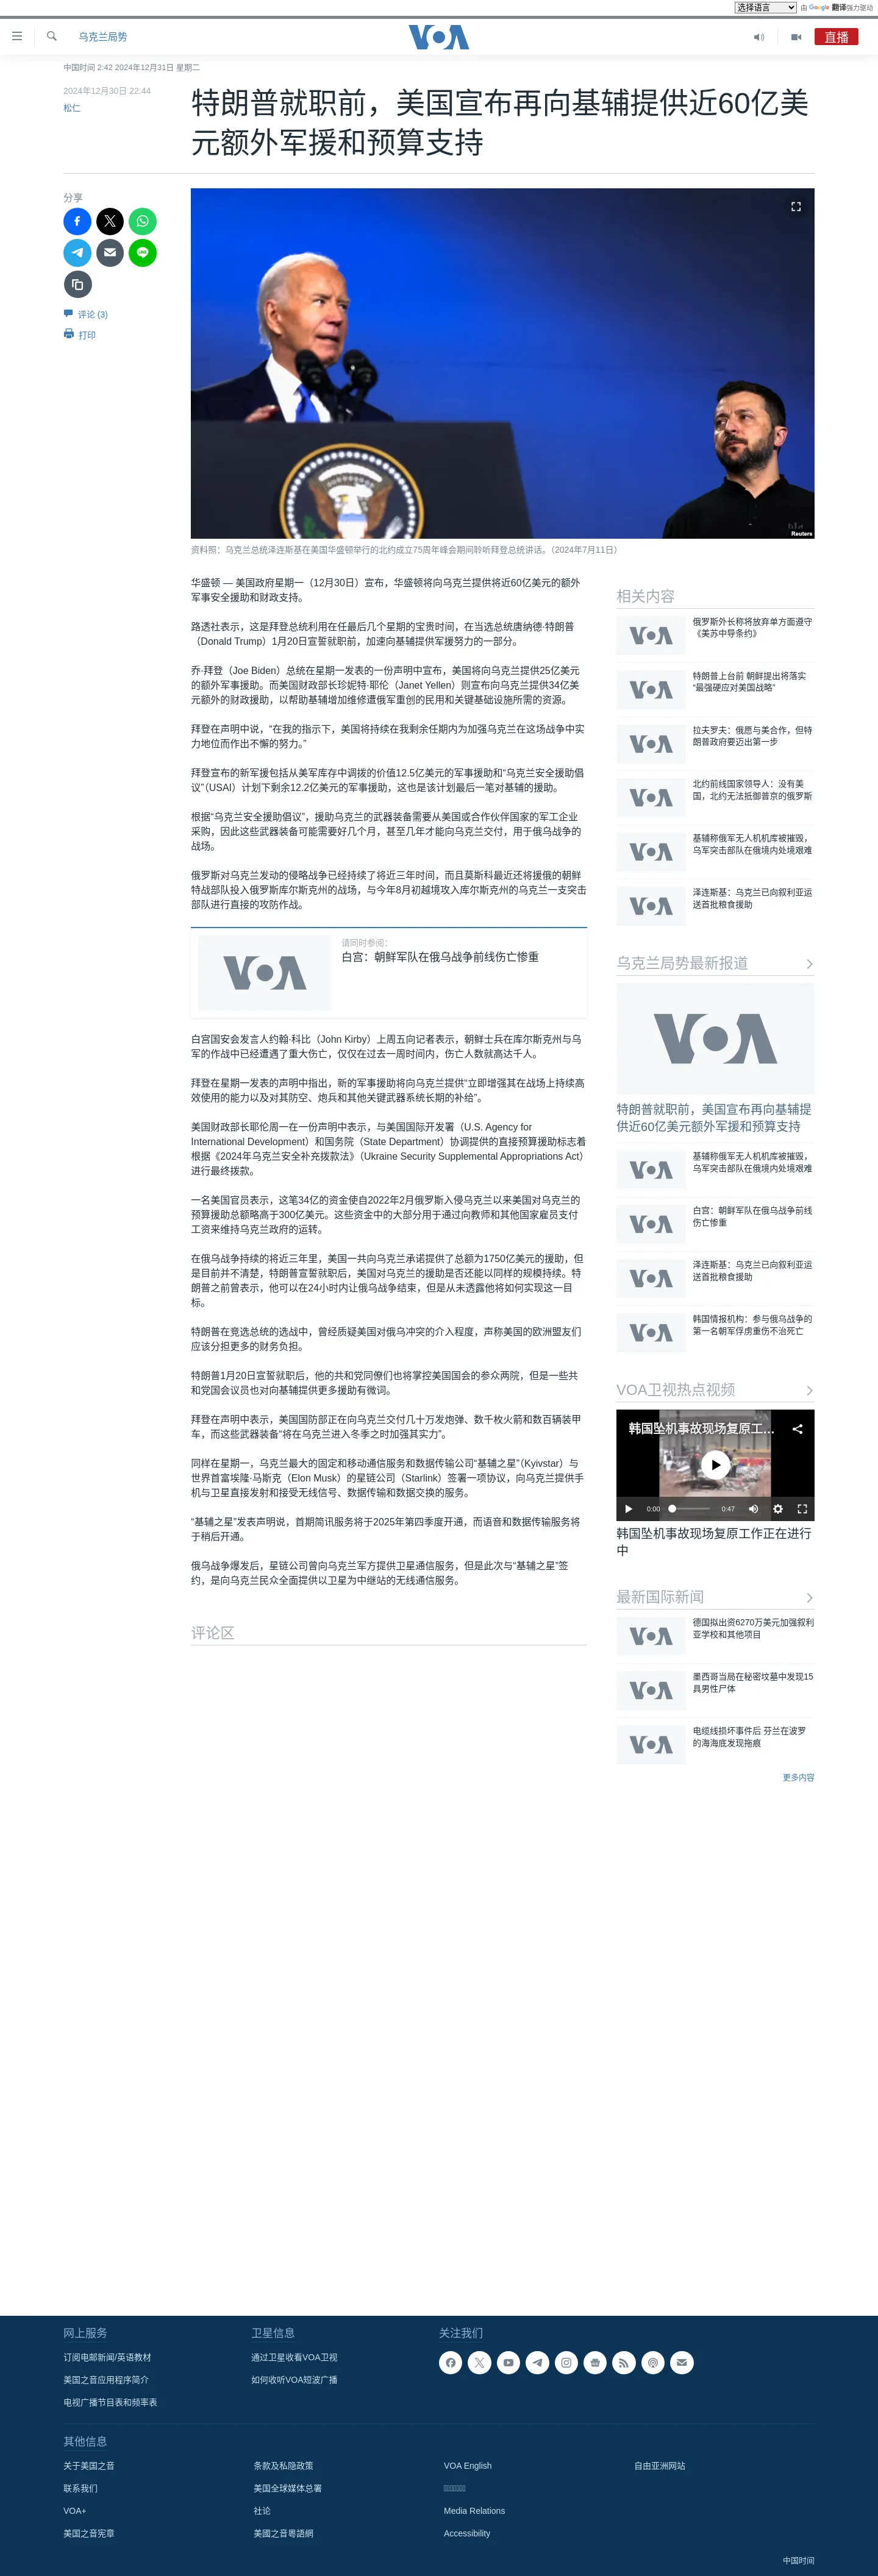 选择语言
由 Google 翻译强力驱动
乌克兰局势
VOA
直播
中国时间 2:42 2024年12月31日 星期二
2024年12月30日 22:44
松仁
特朗普就职前，美国宣布再向基辅提供近60亿美
元额外军援和预算支持
分享
评论 (3)
打印
Reuters
资料照：乌克兰总统泽连斯基在美国华盛顿举行的北约成立75周年峰会期间聆听拜登总统讲话。（2024年7月11日）
华盛顿 — 美国政府星期一（12月30日）宣布，华盛顿将向乌克兰提供将近60亿美元的额外
军事安全援助和财政支持。
路透社表示，这是拜登总统利用在任最后几个星期的宝贵时间，在当选总统唐纳德·特朗普
（Donald Trump）1月20日宣誓就职前，加速向基辅提供军援努力的一部分。
乔·拜登（Joe Biden）总统在星期一发表的一份声明中宣布，美国将向乌克兰提供25亿美元
的额外军事援助。而美国财政部长珍妮特·耶伦（Janet Yellen）则宣布向乌克兰提供34亿美
元额外的财政援助，以帮助基辅增加维修遭俄军重创的民用和关键基础设施所需的资源。
拜登在声明中说，“在我的指示下，美国将持续在我剩余任期内为加强乌克兰在这场战争中实
力地位而作出不懈的努力。”
拜登宣布的新军援包括从美军库存中调拨的价值12.5亿美元的军事援助和“乌克兰安全援助倡
议”（USAI）计划下剩余12.2亿美元的军事援助，这也是该计划最后一笔对基辅的援助。
根据“乌克兰安全援助倡议”，援助乌克兰的武器装备需要从美国或合作伙伴国家的军工企业
采购，因此这些武器装备可能需要好几个月，甚至几年才能向乌克兰交付，用于俄乌战争的
战场。
俄罗斯对乌克兰发动的侵略战争已经持续了将近三年时间，而且莫斯科最近还将援俄的朝鲜
特战部队投入俄罗斯库尔斯克州的战场，与今年8月初越境攻入库尔斯克州的乌克兰一支突击
部队进行直接的攻防作战。
VOA
请同时参阅：
白宫：朝鲜军队在俄乌战争前线伤亡惨重
白宫国安会发言人约翰·科比（John Kirby）上周五向记者表示，朝鲜士兵在库尔斯克州与乌
军的作战中已经遭遇了重大伤亡，仅仅在过去一周时间内，伤亡人数就高达千人。
拜登在星期一发表的声明中指出，新的军事援助将向乌克兰提供“立即增强其在战场上持续高
效使用的能力以及对其防空、炮兵和其他关键武器系统长期的补给”。
美国财政部长耶伦周一在一份声明中表示，与美国国际开发署（U.S. Agency for
International Development）和国务院（State Department）协调提供的直接预算援助标志着
根据《2024年乌克兰安全补充拨款法》（Ukraine Security Supplemental Appropriations Act）
进行最终拨款。
一名美国官员表示，这笔34亿的资金使自2022年2月俄罗斯入侵乌克兰以来美国对乌克兰的
预算援助总额略高于300亿美元。这些资金中的大部分用于通过向教师和其他国家雇员支付
工资来维持乌克兰政府的运转。
在俄乌战争持续的将近三年里，美国一共向乌克兰承诺提供了总额为1750亿美元的援助，但
是目前并不清楚，特朗普宣誓就职后，美国对乌克兰的援助是否还能以同样的规模持续。特
朗普之前曾表示，他可以在24小时内让俄乌战争结束，但是从未透露他将如何实现这一目
标。
特朗普在竞选总统的选战中，曾经质疑美国对俄乌冲突的介入程度，声称美国的欧洲盟友们
应该分担更多的财务负担。
特朗普1月20日宣誓就职后，他的共和党同僚们也将掌控美国国会的参众两院，但是一些共
和党国会议员也对向基辅提供更多援助有微词。
拜登在声明中表示，美国国防部正在向乌克兰交付几十万发炮弹、数千枚火箭和数百辆装甲
车，而这些武器装备“将在乌克兰进入冬季之时加强其实力”。
同样在星期一，乌克兰最大的固定和移动通信服务和数据传输公司“基辅之星”（Kyivstar）与
世界首富埃隆·马斯克（Elon Musk）的星链公司（Starlink）签署一项协议，向乌克兰提供手
机与卫星直接发射和接受无线信号、数据传输和数据交换的服务。
“基辅之星”发表声明说，首期简讯服务将于2025年第四季度开通，而语音和数据传输服务将
于稍后开通。
俄乌战争爆发后，星链公司曾向乌克兰军方提供卫星通信服务，但是此次与“基辅之星”签
约，是向乌克兰民众全面提供以卫星为中继站的无线通信服务。
评论区
相关内容
VOA
俄罗斯外长称将放弃单方面遵守
《美苏中导条约》
VOA
特朗普上台前 朝鲜提出将落实
“最强硬应对美国战略”
VOA
拉夫罗夫：俄愿与美合作，但特
朗普政府要迈出第一步
VOA
北约前线国家领导人：没有美
国，北约无法抵御普京的俄罗斯
VOA
基辅称俄军无人机机库被摧毁，
乌军突击部队在俄境内处境艰难
VOA
泽连斯基：乌克兰已向叙利亚运
送首批粮食援助
乌克兰局势最新报道
VOA
特朗普就职前，美国宣布再向基辅提
供近60亿美元额外军援和预算支持
VOA
基辅称俄军无人机机库被摧毁，
乌军突击部队在俄境内处境艰难
VOA
白宫：朝鲜军队在俄乌战争前线
伤亡惨重
VOA
泽连斯基：乌克兰已向叙利亚运
送首批粮食援助
VOA
韩国情报机构：参与俄乌战争的
第一名朝军俘虏重伤不治死亡
VOA卫视热点视频
韩国坠机事故现场复原工...
0:00
0:47
韩国坠机事故现场复原工作正在进行
中
最新国际新闻
VOA
德国拟出资6270万美元加强叙利
亚学校和其他项目
VOA
墨西哥当局在秘密坟墓中发现15
具男性尸体
VOA
电缆线损坏事件后 芬兰在波罗
的海海底发现拖痕
更多内容
网上服务
订阅电邮新闻/英语教材
美国之音应用程序简介
电视广播节目表和频率表
卫星信息
通过卫星收看VOA卫视
如何收听VOA短波广播
关注我们
其他信息
关于美国之音
联系我们
VOA+
美国之音宪章
条款及私隐政策
美国全球媒体总署
社论
美國之音粵語網
VOA English
Media Relations
Accessibility
自由亚洲网站
中国时间